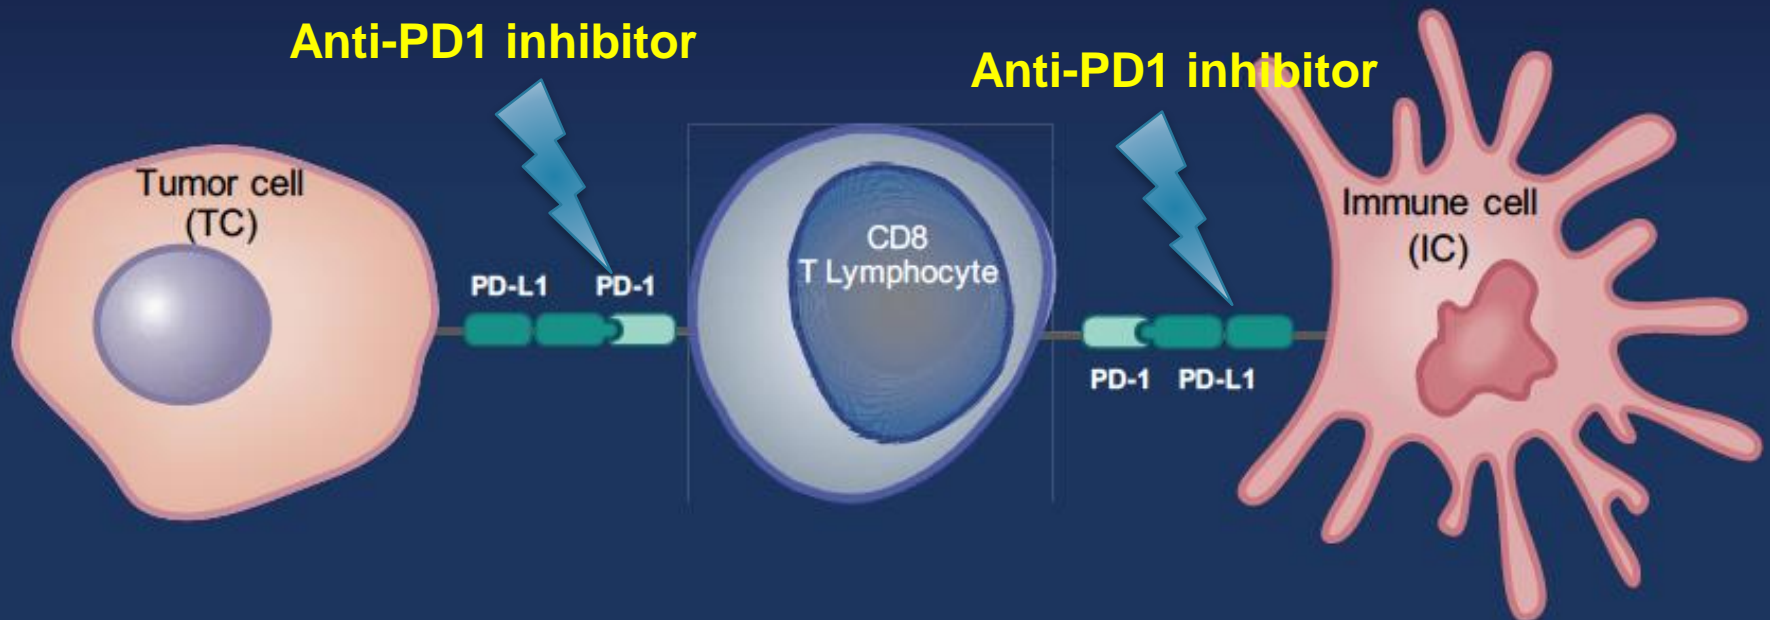 Anti-PD1 inhibitor
Anti-PD1 inhibitor
Tumor cell
(TC)
PD-L1
PD-1
CD8
T Lymphocyte
PD-1
PD-L1
Immune cell
(IC)